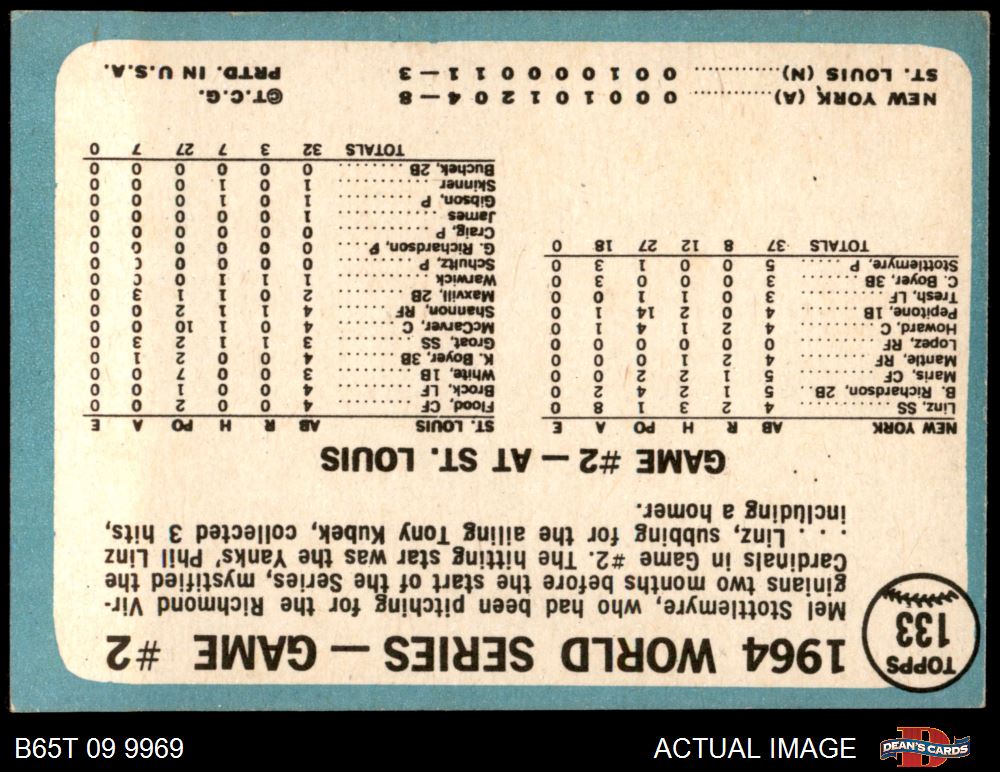 TOPPS
133
1964 WORLD SERIES — GAME #2
Mel Stottlemyre, who had been pitching for the Richmond Vir-
ginians two months before the start of the Series, mystified the
Cardinals in Game #2. The hitting star was the Yanks' Phil Linz
. . . Linz, subbing for the ailing Tony Kubek, collected 3 hits,
including a homer.
GAME #2 — AT ST. LOUIS
NEW YORK AB R H PO A E
Linz, SS 4 2 3 1 8 0
B. Richardson, 2B 5 1 2 4 2 0
Maris, CF 5 1 2 2 0 0
Mantle, RF 4 2 1 0 0 0
Lopez, RF 0 0 0 0 0 0
Howard, C 4 2 1 4 1 0
Pepitone, 1B 4 0 2 14 1 0
Tresh, LF 3 0 1 1 0 0
C. Boyer, 3B 3 0 0 0 3 0
Stottlemyre, P 5 0 0 1 3 0
TOTALS 37 8 12 27 18 0
ST. LOUIS AB R H PO A E
Flood, CF 4 0 0 2 0 0
Brock, LF 4 0 0 1 0 0
White, 1B 3 0 0 7 0 0
K. Boyer, 3B 4 0 0 2 1 0
Groat, SS 3 1 1 2 3 0
McCarver, C 4 0 1 10 0 0
Shannon, RF 4 1 1 2 0 0
Maxvill, 2B 2 0 1 1 3 0
Warwick 1 1 1 0 0 0
Schultz, P 0 0 0 0 0 0
G. Richardson, P 0 0 0 0 0 0
Craig, P 0 0 0 0 0 0
James 1 0 0 0 0 0
Gibson, P 1 0 1 0 0 0
Skinner 1 0 1 0 0 0
Buchek, 2B 0 0 0 0 0 0
TOTALS 32 3 7 27 7 0
NEW YORK (A) 0 0 0 1 0 1 2 0 4 — 8
ST. LOUIS (N) 0 0 1 0 0 0 0 1 1 — 3
©T.C.G.
PRTD. IN U.S.A.
B65T 09 9969
ACTUAL IMAGE
DEAN'S CARDS